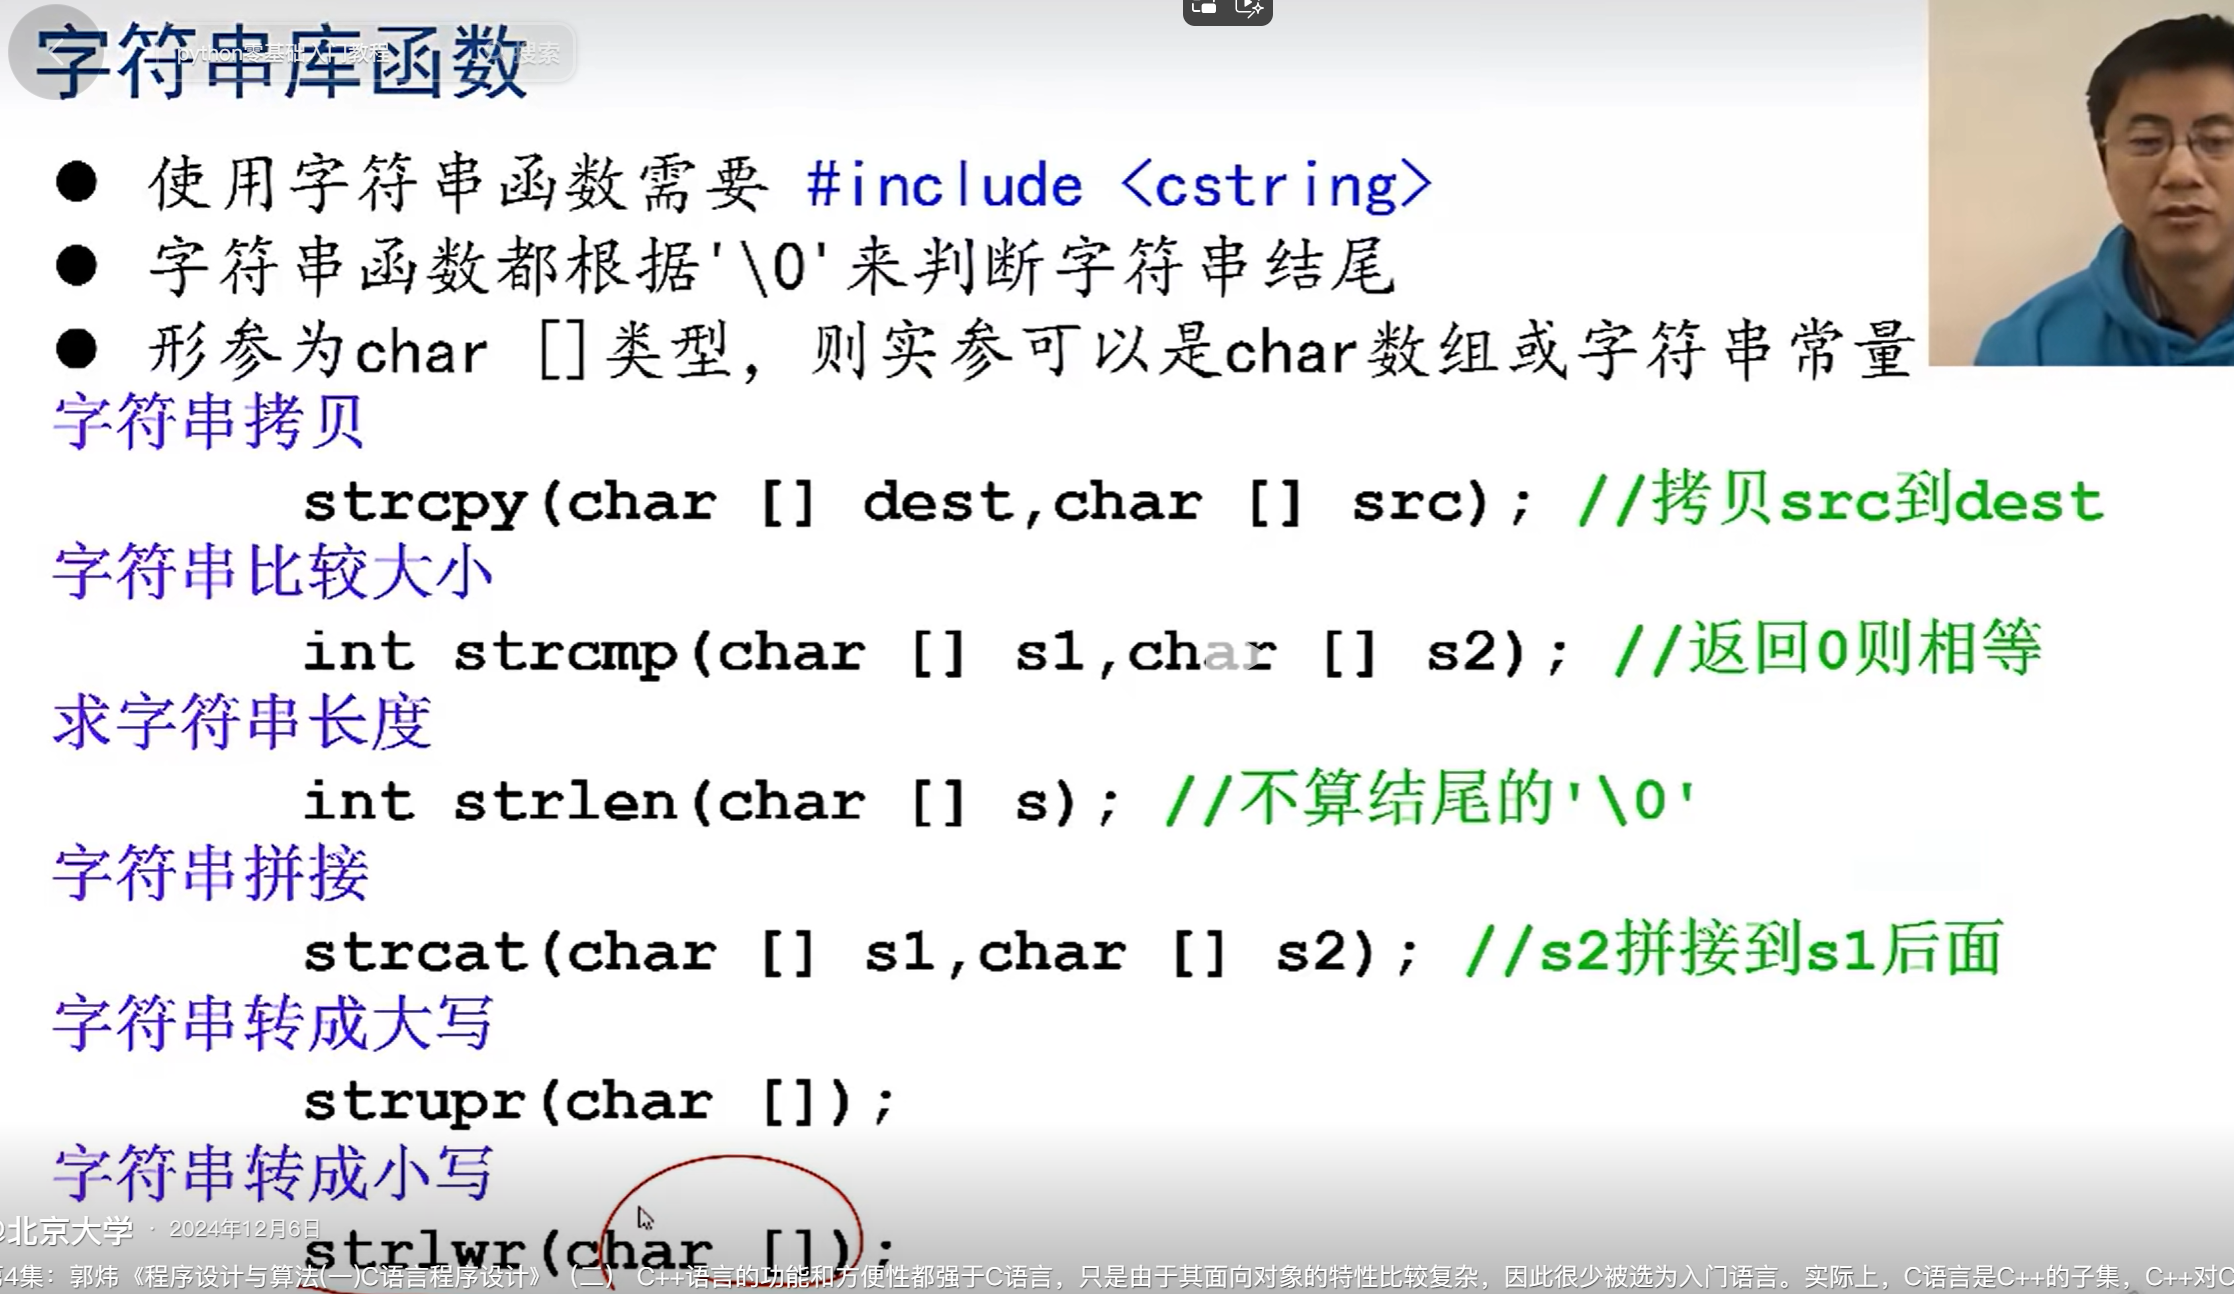 字符串库函数
python零基础入门教程 搜索
● 使用字符串函数需要 #include <cstring>
● 字符串函数都根据'\0'来判断字符串结尾
● 形参为char []类型，则实参可以是char数组或字符串常量
字符串拷贝
strcpy(char [] dest,char [] src); //拷贝src到dest
字符串比较大小
int strcmp(char [] s1,char [] s2); //返回0则相等
求字符串长度
int strlen(char [] s); //不算结尾的'\0'
字符串拼接
strcat(char [] s1,char [] s2); //s2拼接到s1后面
字符串转成大写
strupr(char []);
字符串转成小写
@北京大学 · 2024年12月6日
strlwr(char []);
4集：郭炜《程序设计与算法(一)C语言程序设计》（二） C++语言的功能和方便性都强于C语言，只是由于其面向对象的特性比较复杂，因此很少被选为入门语言。实际上，C语言是C++的子集，C++对C